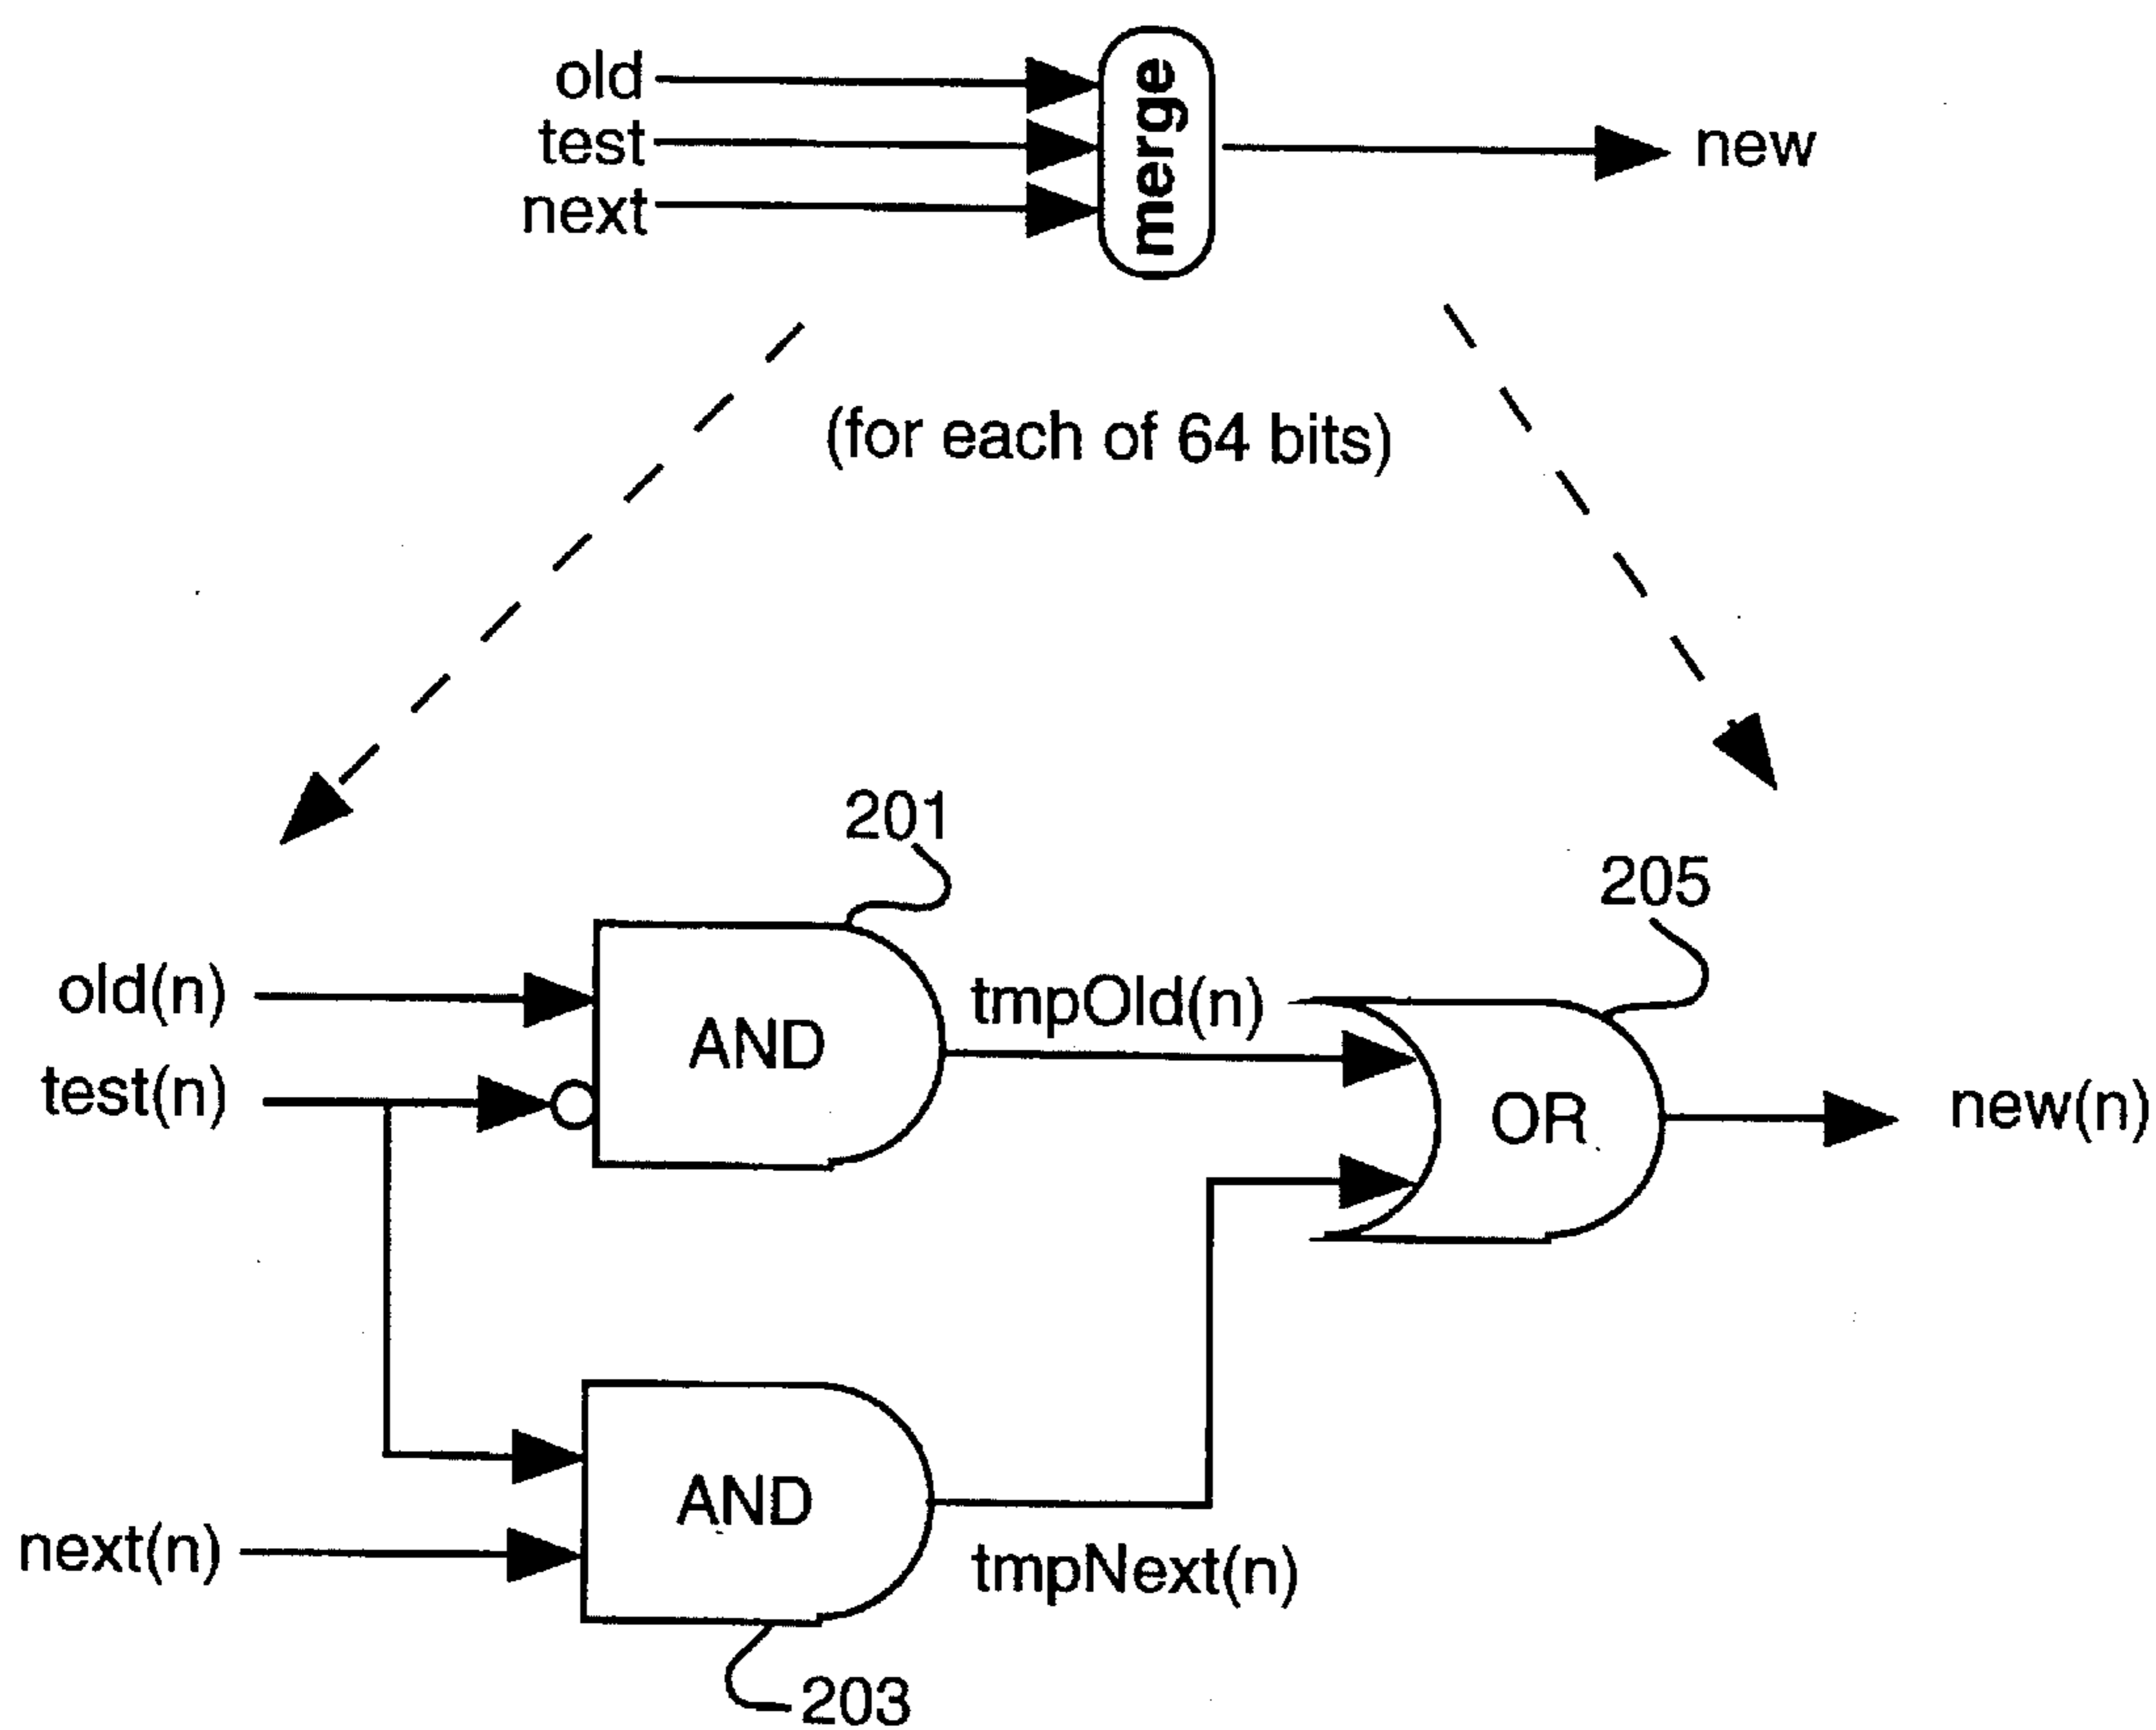 old
test
next
merge
new
(for each of 64 bits)
201
205
old(n)
test(n)
AND
tmpOld(n)
OR
new(n)
next(n)
AND
tmpNext(n)
203